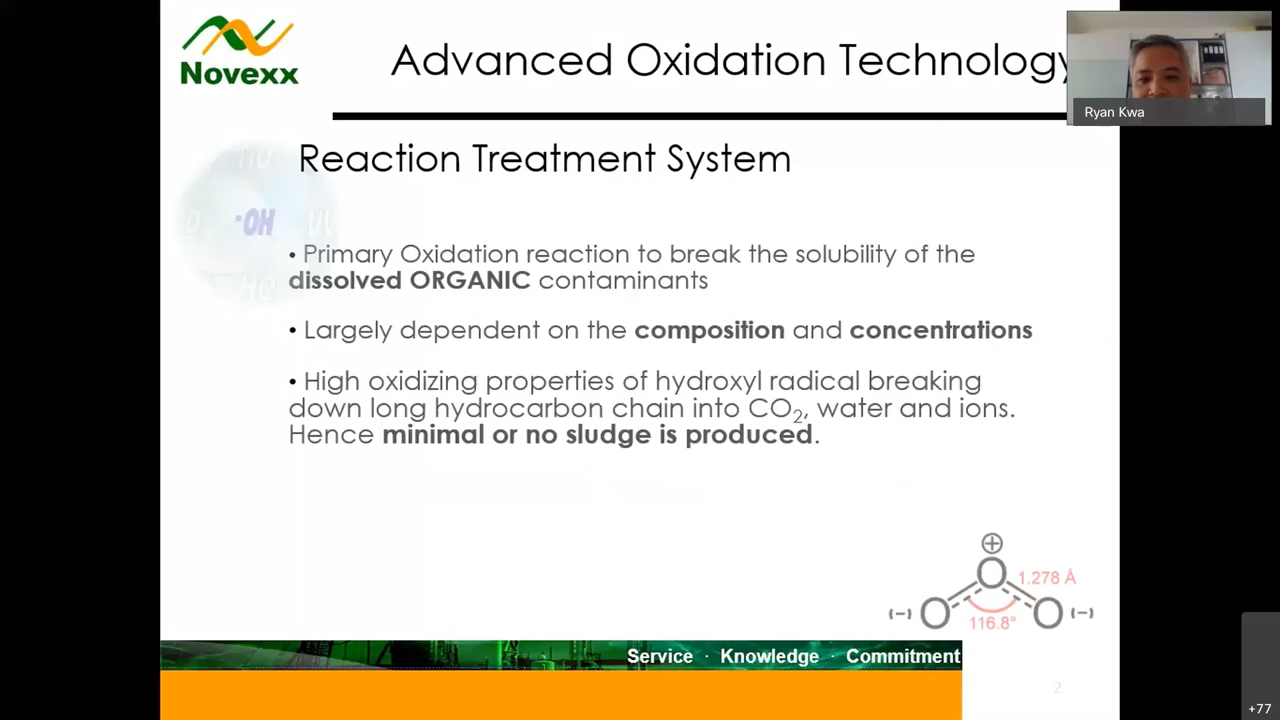 Novexx
Advanced Oxidation Technology
Ryan Kwa
Reaction Treatment System
•OH
UV
• Primary Oxidation reaction to break the solubility of the
dissolved ORGANIC contaminants
• Largely dependent on the composition and concentrations
• High oxidizing properties of hydroxyl radical breaking
down long hydrocarbon chain into CO₂, water and ions.
Hence minimal or no sludge is produced.
⊕
O
1.278 Å
(−) O
O (−)
116.8°
Service · Knowledge · Commitment
2
+77